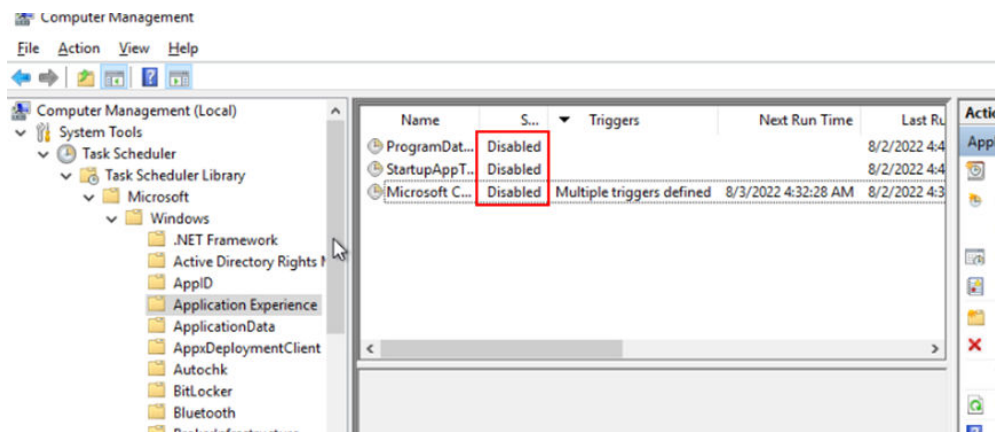 Computer Management
File Action View Help
Computer Management (Local)
System Tools
Task Scheduler
Task Scheduler Library
Microsoft
Windows
.NET Framework
Active Directory Rights
AppID
Application Experience
ApplicationData
AppxDeploymentClient
Autochk
BitLocker
Bluetooth
Name S... Triggers Next Run Time Last Ru
ProgramDat... Disabled 8/2/2022 4:4
StartupAppT... Disabled 8/2/2022 4:4
Microsoft C... Disabled Multiple triggers defined 8/3/2022 4:32:28 AM 8/2/2022 4:3
Actio
Appl